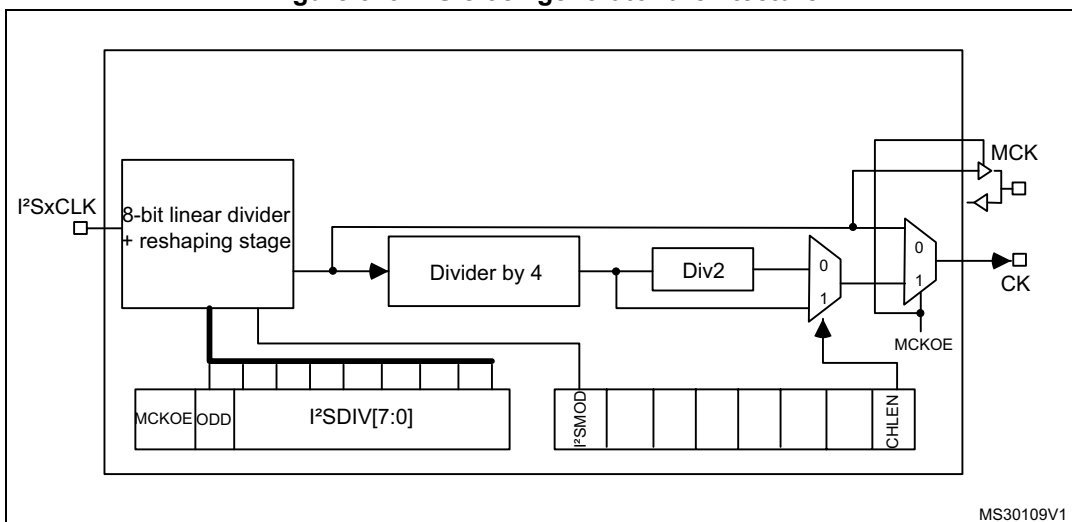 MCK
I²SxCLK
8-bit linear divider
+ reshaping stage
0
Divider by 4
Div2
0
1
1
CK
MCKOE
MCKOE
ODD
I²SDIV[7:0]
I²SMOD
CHLEN
MS30109V1